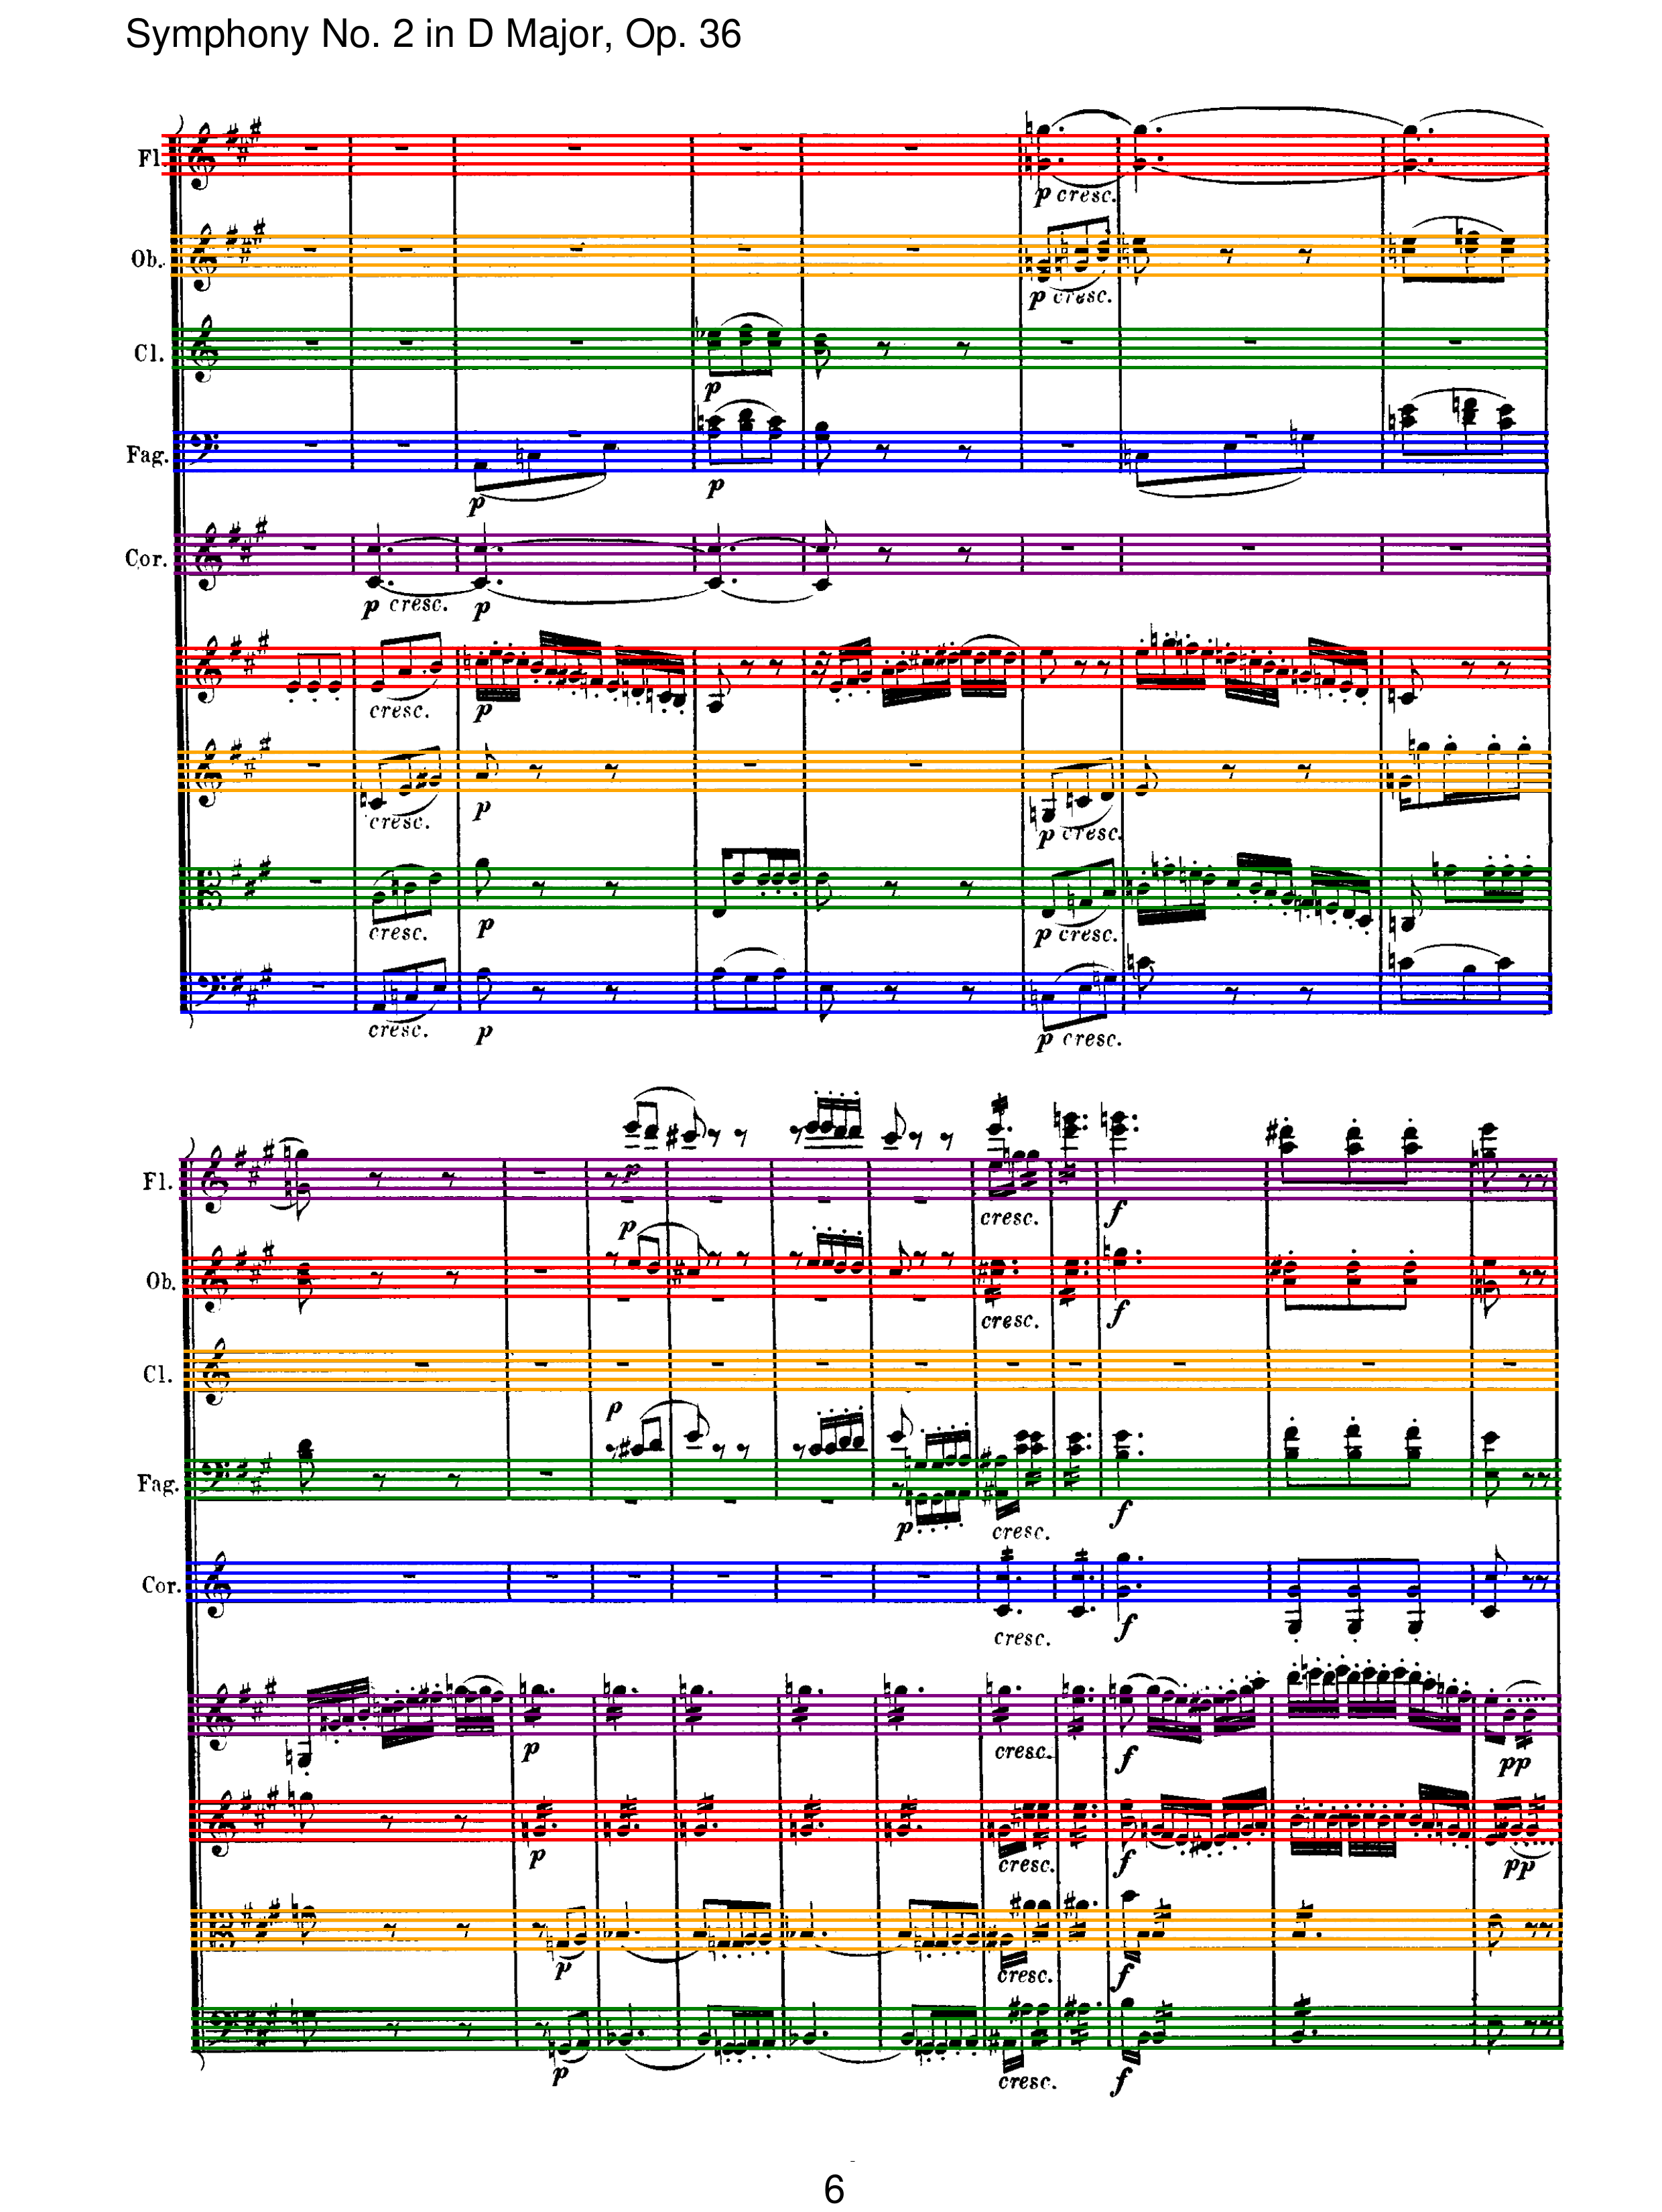 Symphony No. 2 in D Major, Op. 36
Fl.
p cresc.
Ob.
p cresc.
Cl.
p
Fag.
p p
Cor.
p cresc. p
cresc. p
cresc. p p cresc.
cresc. p p cresc.
cresc. p p cresc.
Fl.
p
cresc. f
p
Ob.
cresc. f
Cl.
p
Fag.
p cresc. f
Cor.
cresc. f
p cresc. f pp
p cresc. f pp
p cresc. f
p cresc. f
6